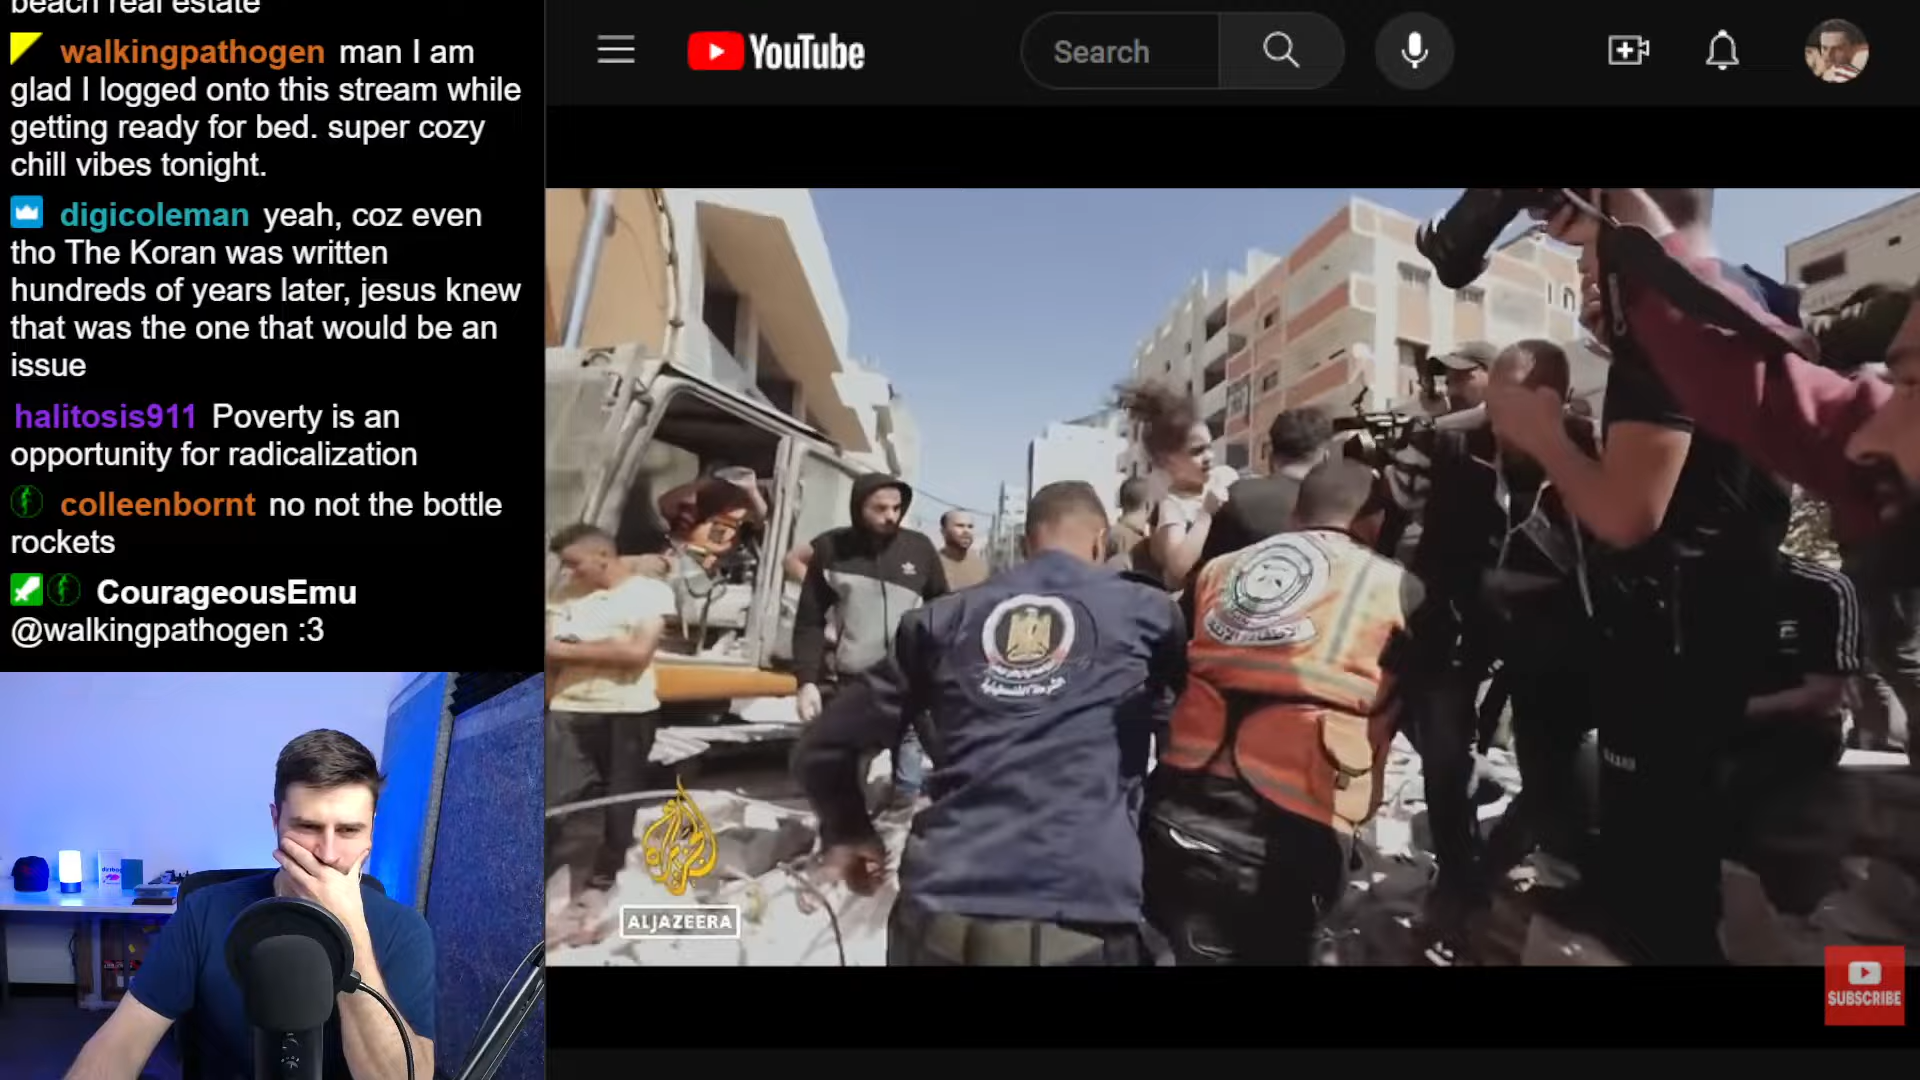 beach real estate
walkingpathogen man I am
glad I logged onto this stream while
getting ready for bed. super cozy
chill vibes tonight.
digicoleman yeah, coz even
tho The Koran was written
hundreds of years later, jesus knew
that was the one that would be an
issue
halitosis911 Poverty is an
opportunity for radicalization
colleenbornt no not the bottle
rockets
CourageousEmu
@walkingpathogen :3
YouTube
Search
ALJAZEERA
SUBSCRIBE